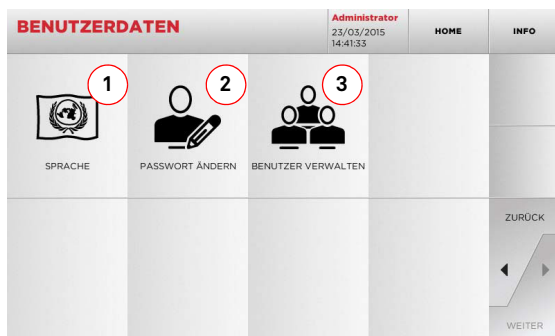 BENUTZERDATEN
Administrator
23/03/2015
14:41:33
HOME
INFO
1
2
3
SPRACHE
PASSWORT ÄNDERN
BENUTZER VERWALTEN
ZURÜCK
WEITER